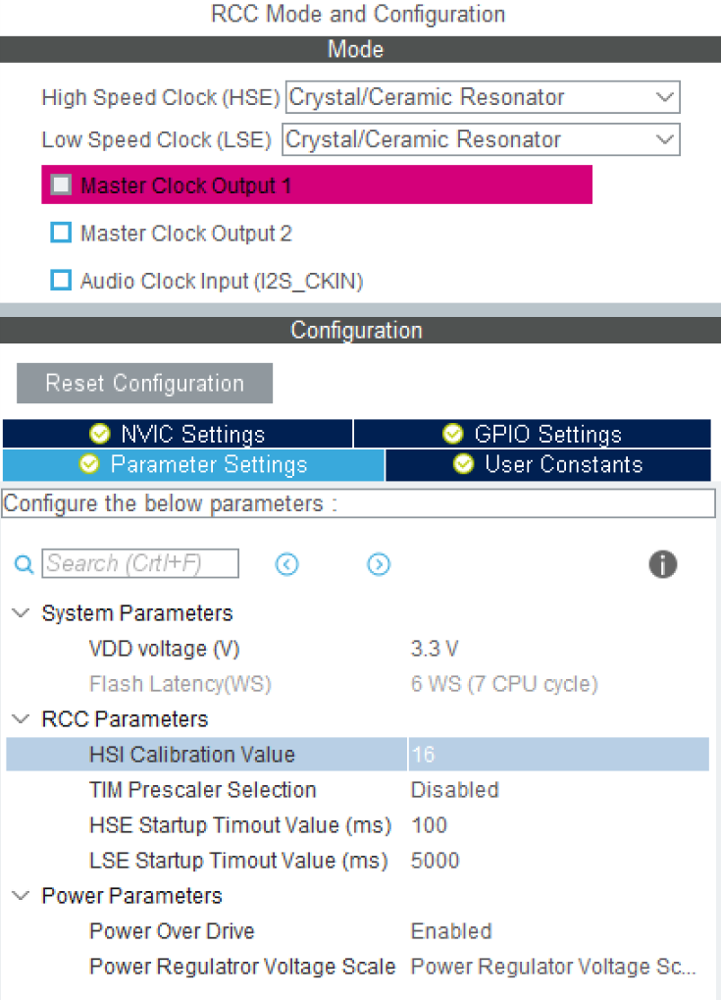 RCC Mode and Configuration
Mode
High Speed Clock (HSE) Crystal/Ceramic Resonator
Low Speed Clock (LSE) Crystal/Ceramic Resonator
Master Clock Output 1
Master Clock Output 2
Audio Clock Input (I2S_CKIN)
Configuration
Reset Configuration
NVIC Settings GPIO Settings
Parameter Settings User Constants
Configure the below parameters :
Search (Crtl+F)
System Parameters
VDD voltage (V) 3.3 V
Flash Latency(WS) 6 WS (7 CPU cycle)
RCC Parameters
HSI Calibration Value 16
TIM Prescaler Selection Disabled
HSE Startup Timout Value (ms) 100
LSE Startup Timout Value (ms) 5000
Power Parameters
Power Over Drive Enabled
Power Regulatror Voltage Scale Power Regulator Voltage Sc...